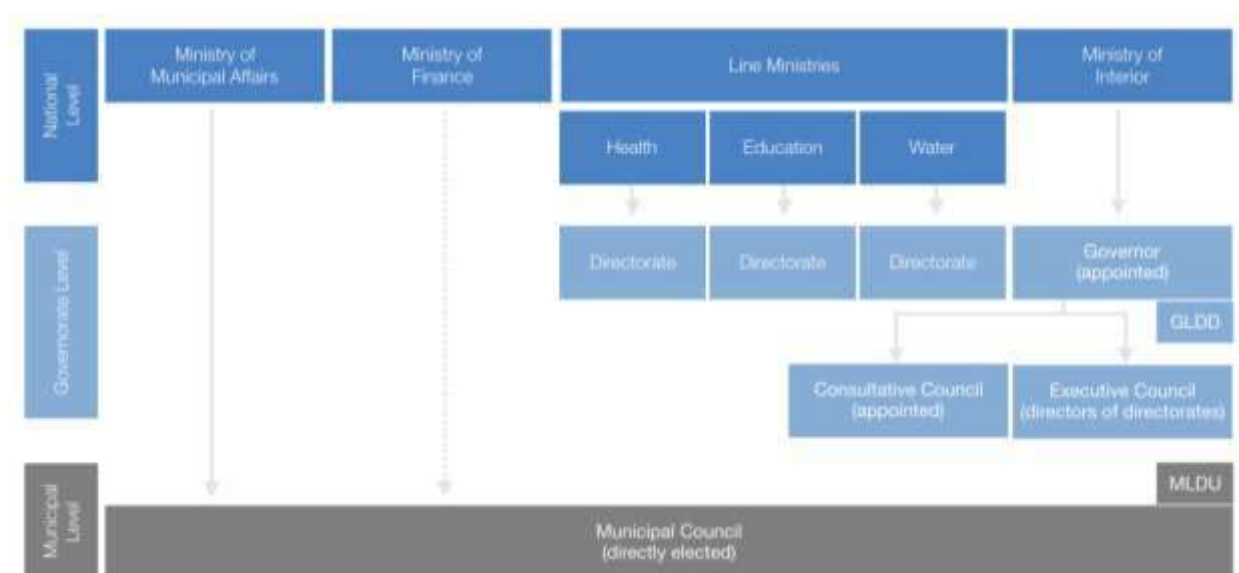 National
Level
Ministry of
Municipal Affairs
Ministry of
Finance
Line Ministries
Ministry of
Interior
Health
Education
Water
Governorate Level
Directorate
Directorate
Directorate
Governor
(appointed)
GLDD
Consultative Council
(appointed)
Executive Council
(directors of directorates)
Municipal
Level
MLDU
Municipal Council
(directly elected)